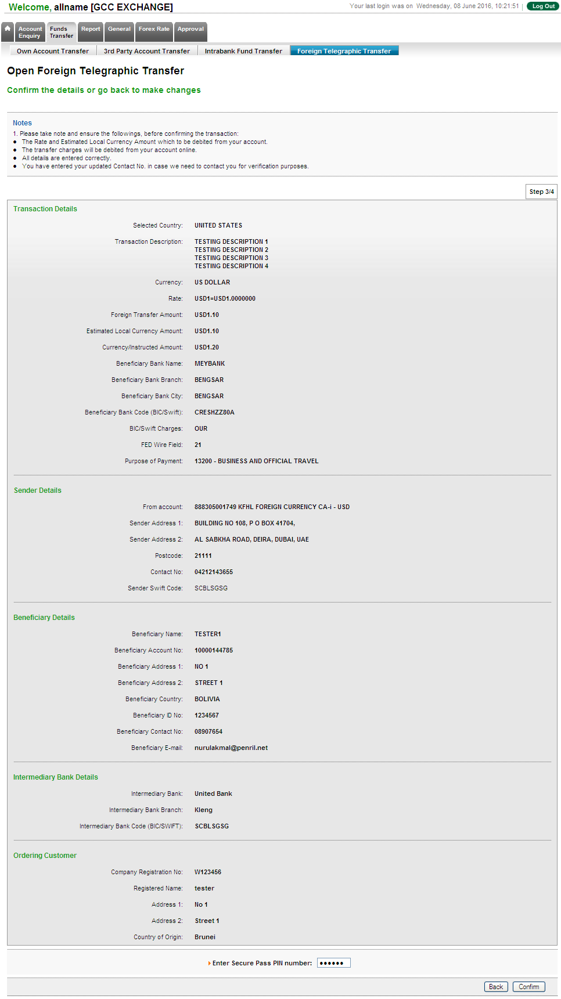 Welcome, allname [GCC EXCHANGE]
Your last login was on Wednesday, 08 June 2016, 10:21:51
Log Out
Account Enquiry
Funds Transfer
Report
General
Forex Rate
Approval
Own Account Transfer
3rd Party Account Transfer
Intrabank Fund Transfer
Foreign Telegraphic Transfer
Open Foreign Telegraphic Transfer
Confirm the details or go back to make changes
Notes
1. Please take note and ensure the followings, before confirming the transaction:
● The Rate and Estimated Local Currency Amount which to be debited from your account.
● The transfer charges will be debited from your account online.
● All details are entered correctly.
● You have entered your updated Contact No. in case we need to contact you for verification purposes.
Step 3/4
Transaction Details
Selected Country: UNITED STATES
Transaction Description: TESTING DESCRIPTION 1
TESTING DESCRIPTION 2
TESTING DESCRIPTION 3
TESTING DESCRIPTION 4
Currency: US DOLLAR
Rate: USD1=USD1.0000000
Foreign Transfer Amount: USD1.10
Estimated Local Currency Amount: USD1.10
Currency/Instructed Amount: USD1.20
Beneficiary Bank Name: MEYBANK
Beneficiary Bank Branch: BENGSAR
Beneficiary Bank City: BENGSAR
Beneficiary Bank Code (BIC/Swift): CRESHZZ80A
BIC/Swift Charges: OUR
FED Wire Field: 21
Purpose of Payment: 13200 - BUSINESS AND OFFICIAL TRAVEL
Sender Details
From account: 888305001749 KFHL FOREIGN CURRENCY CA-i - USD
Sender Address 1: BUILDING NO 108, P O BOX 41704,
Sender Address 2: AL SABKHA ROAD, DEIRA, DUBAI, UAE
Postcode: 21111
Contact No: 04212143655
Sender Swift Code: SCBLSGSG
Beneficiary Details
Beneficiary Name: TESTER1
Beneficiary Account No: 10000144785
Beneficiary Address 1: NO 1
Beneficiary Address 2: STREET 1
Beneficiary Country: BOLIVIA
Beneficiary ID No: 1234567
Beneficiary Contact No: 08907654
Beneficiary E-mail: nurulakmal@penril.net
Intermediary Bank Details
Intermediary Bank: United Bank
Intermediary Bank Branch: Kleng
Intermediary Bank Code (BIC/SWIFT): SCBLSGSG
Ordering Customer
Company Registration No: W123456
Registered Name: tester
Address 1: No 1
Address 2: Street 1
Country of Origin: Brunei
Enter Secure Pass PIN number: ●●●●●●
Back
Confirm